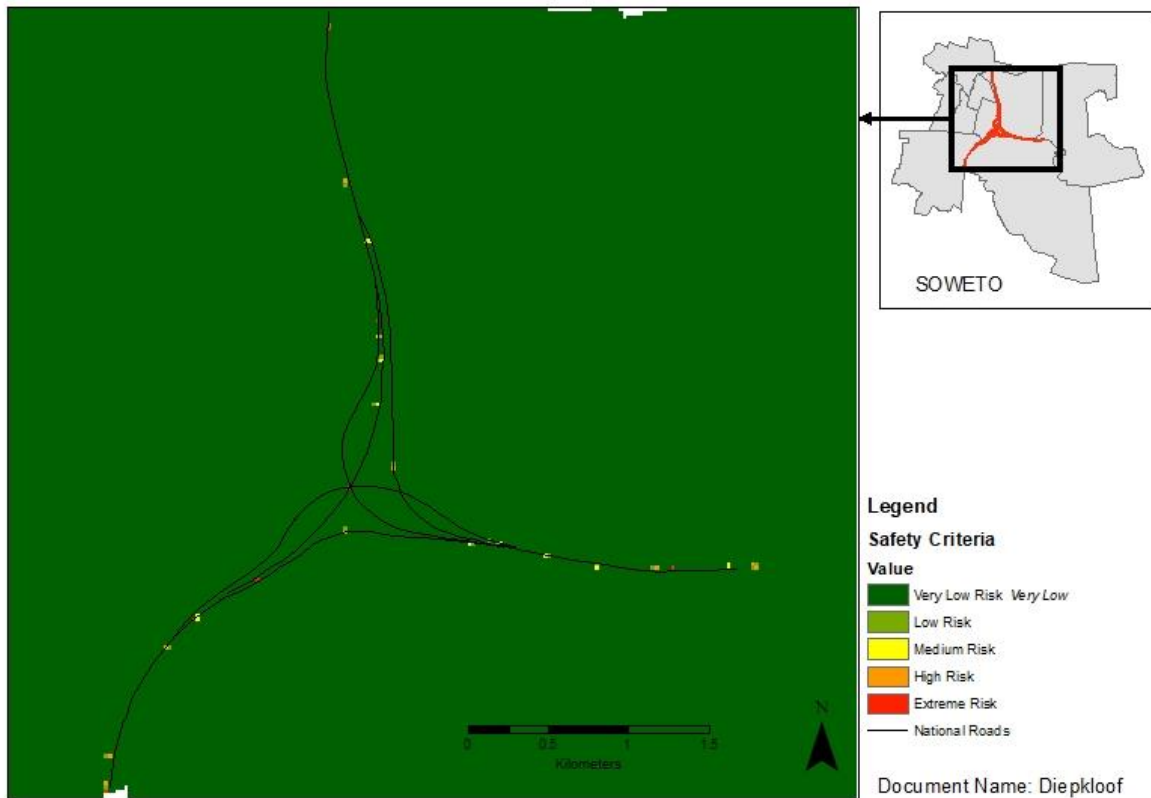 SOWETO
Legend
Safety Criteria
Value
Very Low Risk Very Low
Low Risk
Medium Risk
High Risk
Extreme Risk
National Roads
N
0 0.5 1 1.5
Kilometers
Document Name: Diepkloof